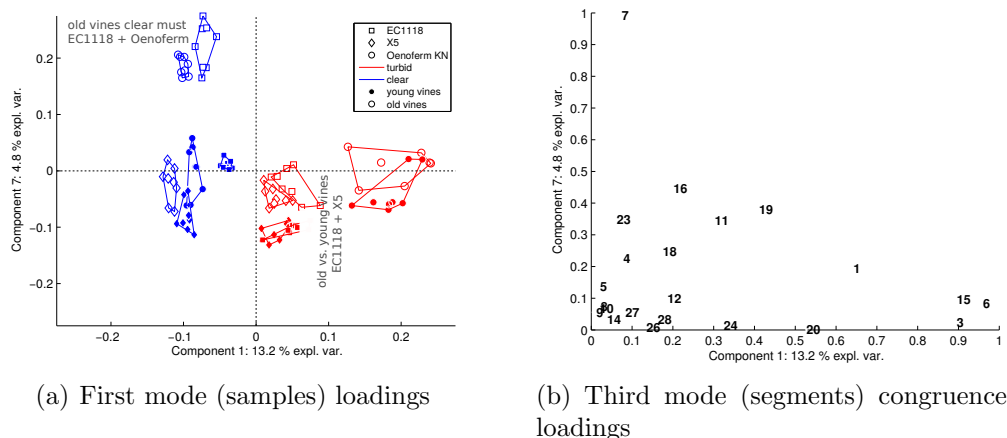 old vines clear must
EC1118 + Oenoferm
EC1118
X5
Oenoferm KN
turbid
clear
young vines
old vines
old vs. young vines
EC1118 + X5
0.2
0.1
0
−0.1
−0.2
−0.2
−0.1
0
0.1
0.2
Component 7: 4.8 % expl. var.
Component 1: 13.2 % expl. var.
(a) First mode (samples) loadings
1
0.9
0.8
0.7
0.6
0.5
0.4
0.3
0.2
0.1
0
7
16
19
23
34
18
4
1
5
12
15
6
8
10
9
14
26
28
24
20
3
0
0.1
0.2
0.3
0.4
0.5
0.6
0.7
0.8
0.9
1
Component 7: 4.8 % expl. var.
Component 1: 13.2 % expl. var.
(b) Third mode (segments) congruence
loadings